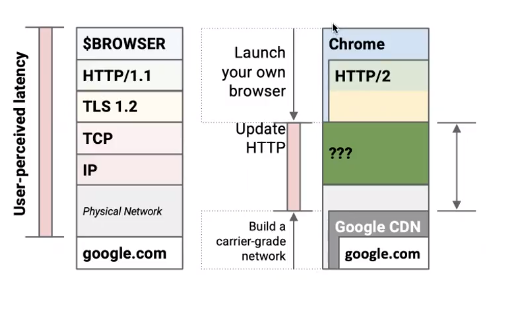 User-perceived latency
$BROWSER
HTTP/1.1
TLS 1.2
TCP
IP
Physical Network
google.com
Launch
your own
browser
Update
HTTP
Build a
carrier-grade
network
Chrome
HTTP/2
???
Google CDN
google.com